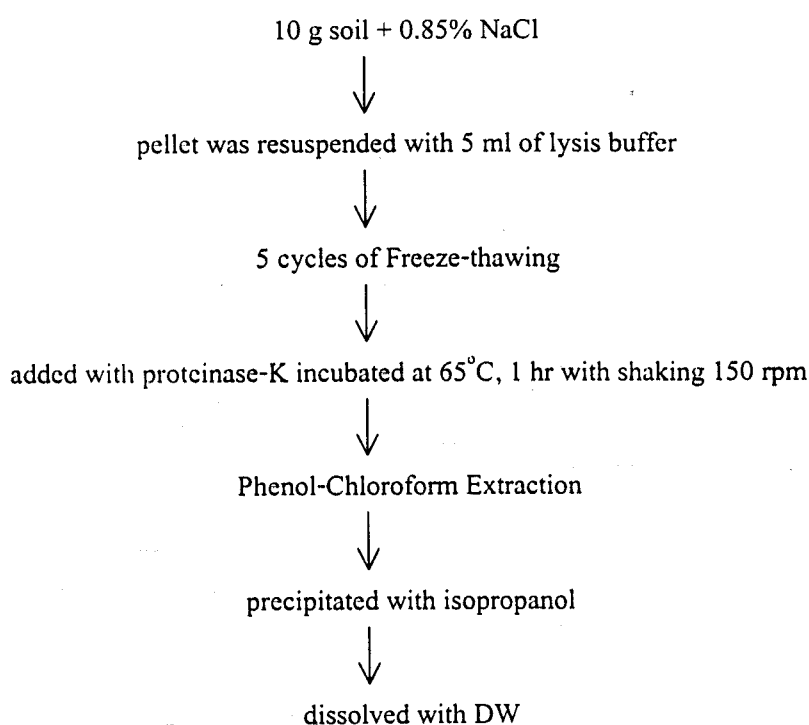 10 g soil + 0.85% NaCl
pellet was resuspended with 5 ml of lysis buffer
5 cycles of Freeze-thawing
added with proteinase-K incubated at 65°C, 1 hr with shaking 150 rpm
Phenol-Chloroform Extraction
precipitated with isopropanol
dissolved with DW